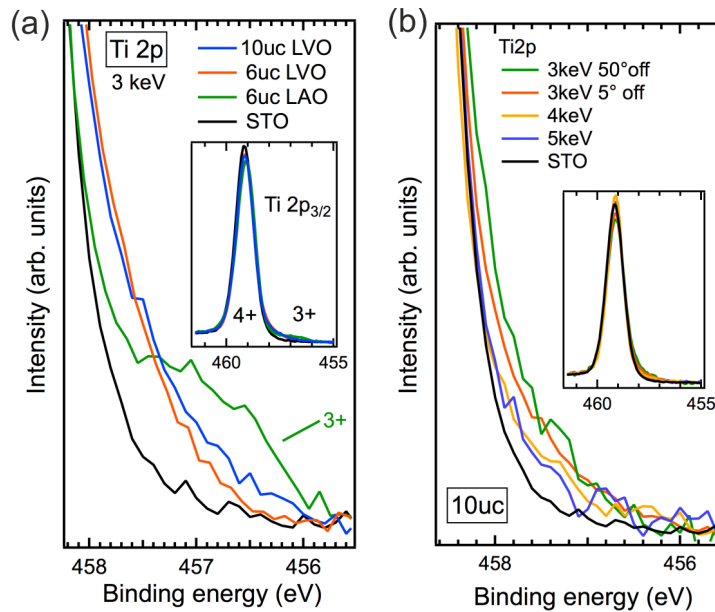 (a)
Ti 2p
3 keV
10uc LVO
6uc LVO
6uc LAO
STO
Ti 2p3/2
4+
3+
460
455
3+
Intensity (arb. units)
458
457
456
Binding energy (eV)
(b)
Ti2p
3keV 50°off
3keV 5° off
4keV
5keV
STO
460
455
10uc
Intensity (arb. units)
458
456
Binding energy (eV)